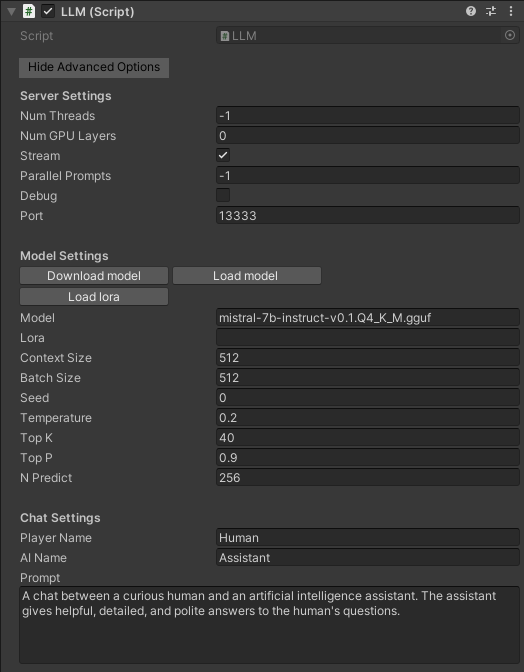 # LLM (Script)
Script # LLM
Hide Advanced Options
Server Settings
Num Threads -1
Num GPU Layers 0
Stream
Parallel Prompts -1
Debug
Port 13333
Model Settings
Download model Load model
Load lora
Model mistral-7b-instruct-v0.1.Q4_K_M.gguf
Lora
Context Size 512
Batch Size 512
Seed 0
Temperature 0.2
Top K 40
Top P 0.9
N Predict 256
Chat Settings
Player Name Human
AI Name Assistant
Prompt
A chat between a curious human and an artificial intelligence assistant. The assistant
gives helpful, detailed, and polite answers to the human's questions.